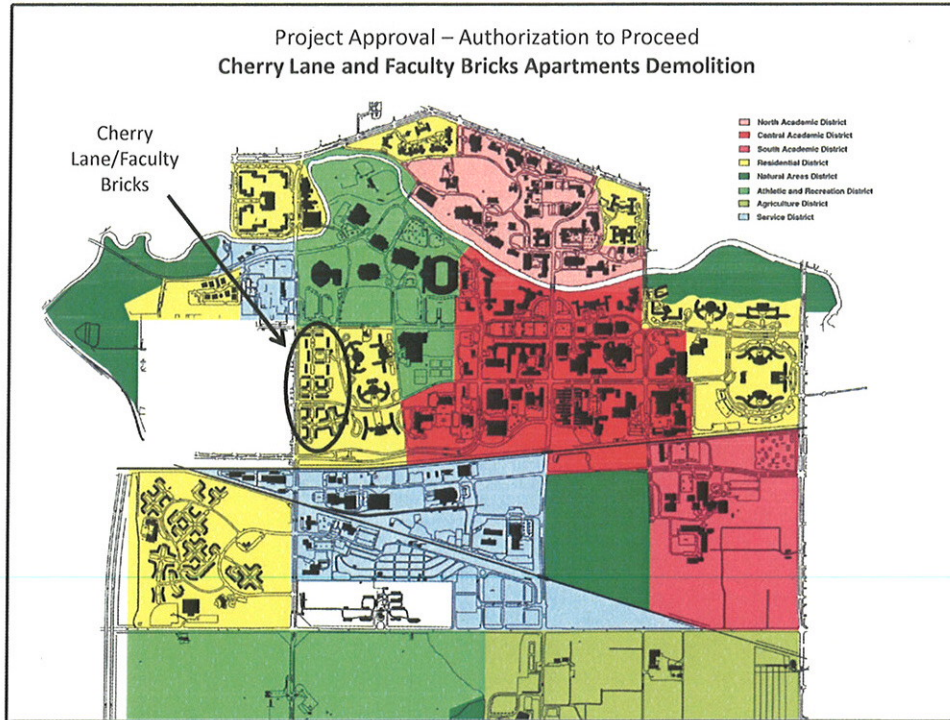 Project Approval – Authorization to Proceed
Cherry Lane and Faculty Bricks Apartments Demolition
Cherry
Lane/Faculty
Bricks
North Academic District
Central Academic District
South Academic District
Residential District
Natural Areas District
Athletic and Recreation District
Agriculture District
Service District